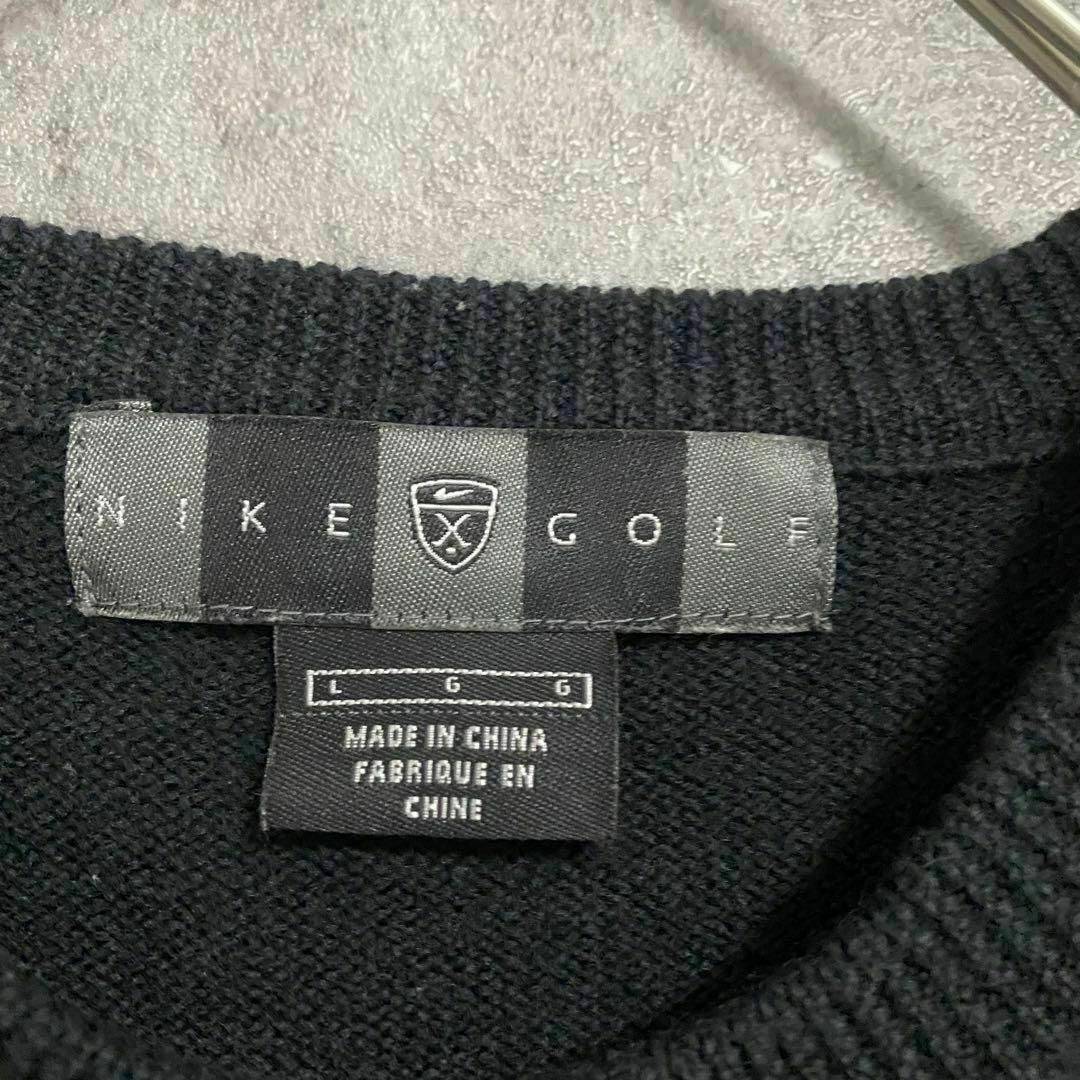 NIKE GOLF
L G G
MADE IN CHINA
FABRIQUE EN
CHINE